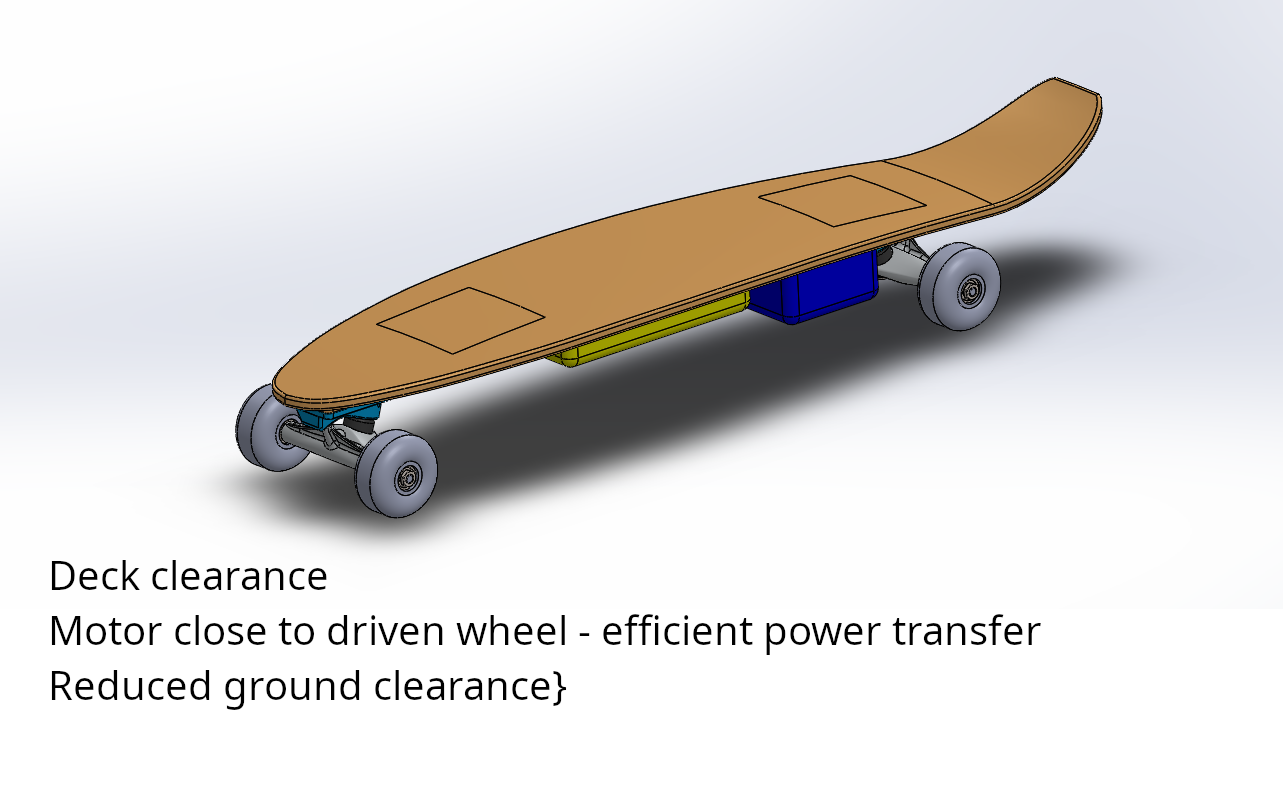 Deck clearance
Motor close to driven wheel - efficient power transfer
Reduced ground clearance}